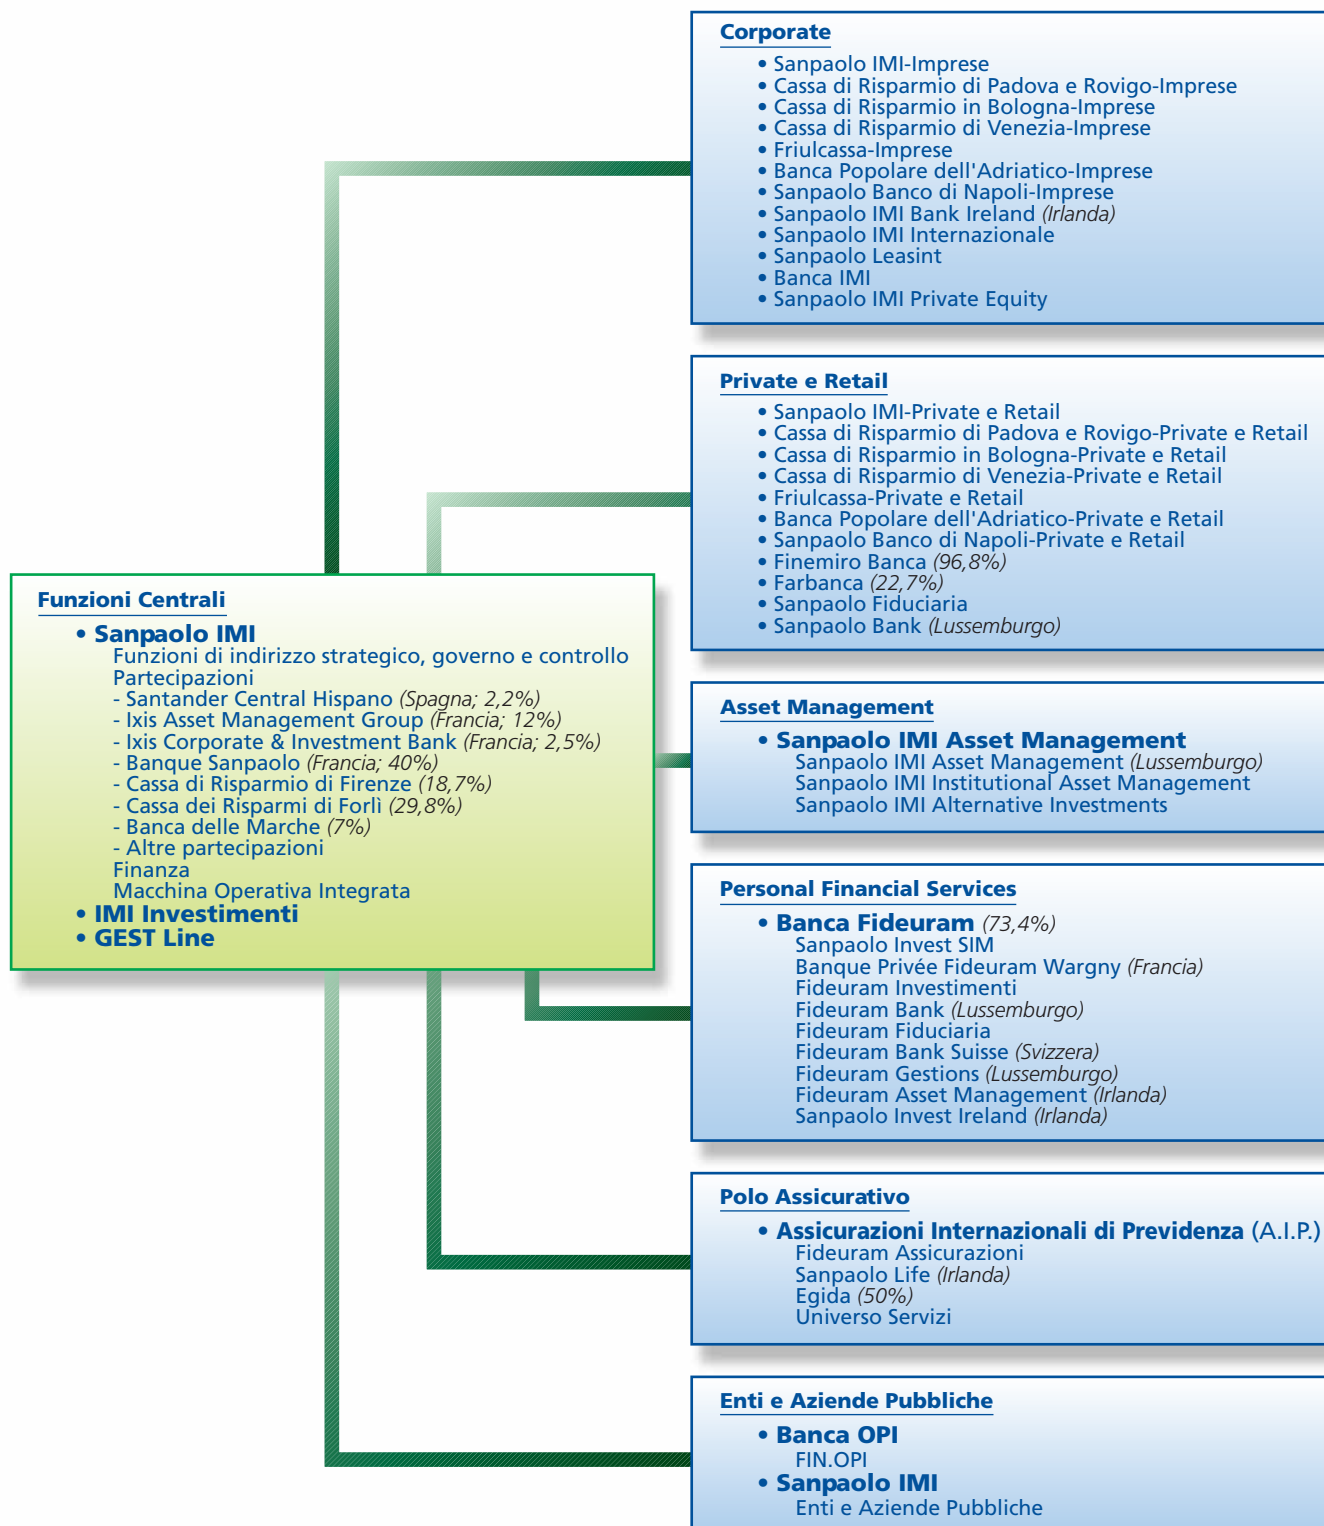 Corporate
• Sanpaolo IMI-Imprese
• Cassa di Risparmio di Padova e Rovigo-Imprese
• Cassa di Risparmio in Bologna-Imprese
• Cassa di Risparmio di Venezia-Imprese
• Friulcassa-Imprese
• Banca Popolare dell'Adriatico-Imprese
• Sanpaolo Banco di Napoli-Imprese
• Sanpaolo IMI Bank Ireland (Irlanda)
• Sanpaolo IMI Internazionale
• Sanpaolo Leasint
• Banca IMI
• Sanpaolo IMI Private Equity
Private e Retail
• Sanpaolo IMI-Private e Retail
• Cassa di Risparmio di Padova e Rovigo-Private e Retail
• Cassa di Risparmio in Bologna-Private e Retail
• Cassa di Risparmio di Venezia-Private e Retail
• Friulcassa-Private e Retail
• Banca Popolare dell'Adriatico-Private e Retail
• Sanpaolo Banco di Napoli-Private e Retail
• Finemiro Banca (96,8%)
• Farbanca (22,7%)
• Sanpaolo Fiduciaria
• Sanpaolo Bank (Lussemburgo)
Funzioni Centrali
• Sanpaolo IMI
Funzioni di indirizzo strategico, governo e controllo
Partecipazioni
- Santander Central Hispano (Spagna; 2,2%)
- Ixis Asset Management Group (Francia; 12%)
- Ixis Corporate & Investment Bank (Francia; 2,5%)
- Banque Sanpaolo (Francia; 40%)
- Cassa di Risparmio di Firenze (18,7%)
- Cassa dei Risparmi di Forlì (29,8%)
- Banca delle Marche (7%)
- Altre partecipazioni
Finanza
Macchina Operativa Integrata
• IMI Investimenti
• GEST Line
Asset Management
• Sanpaolo IMI Asset Management
Sanpaolo IMI Asset Management (Lussemburgo)
Sanpaolo IMI Institutional Asset Management
Sanpaolo IMI Alternative Investments
Personal Financial Services
• Banca Fideuram (73,4%)
Sanpaolo Invest SIM
Banque Privée Fideuram Wargny (Francia)
Fideuram Investimenti
Fideuram Bank (Lussemburgo)
Fideuram Fiduciaria
Fideuram Bank Suisse (Svizzera)
Fideuram Gestions (Lussemburgo)
Fideuram Asset Management (Irlanda)
Sanpaolo Invest Ireland (Irlanda)
Polo Assicurativo
• Assicurazioni Internazionali di Previdenza (A.I.P.)
Fideuram Assicurazioni
Sanpaolo Life (Irlanda)
Egida (50%)
Universo Servizi
Enti e Aziende Pubbliche
• Banca OPI
FIN.OPI
• Sanpaolo IMI
Enti e Aziende Pubbliche